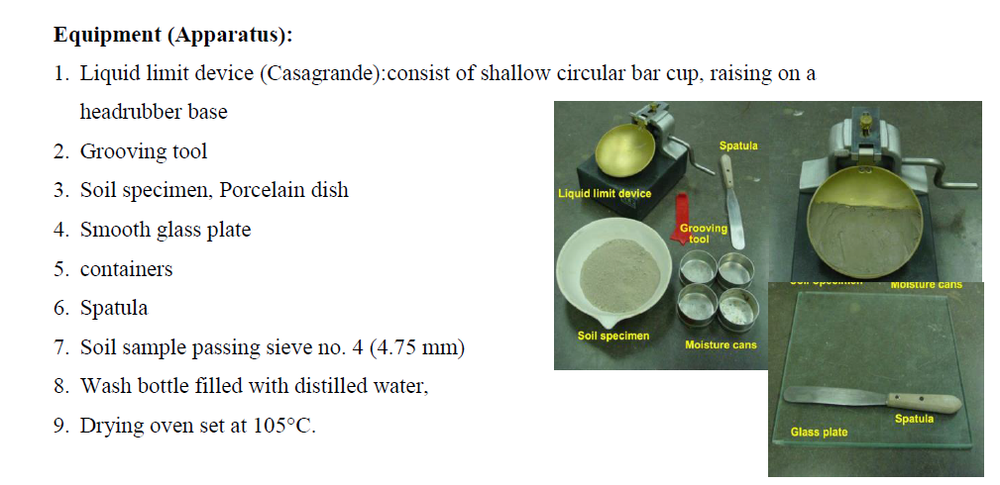 Equipment (Apparatus):
1. Liquid limit device (Casagrande):consist of shallow circular bar cup, raising on a
headrubber base
2. Grooving tool
3. Soil specimen, Porcelain dish
4. Smooth glass plate
5. containers
6. Spatula
7. Soil sample passing sieve no. 4 (4.75 mm)
8. Wash bottle filled with distilled water,
9. Drying oven set at 105°C.
Spatula
Liquid limit device
Grooving
tool
Soil specimen
Moisture cans
Moisture cans
Spatula
Glass plate